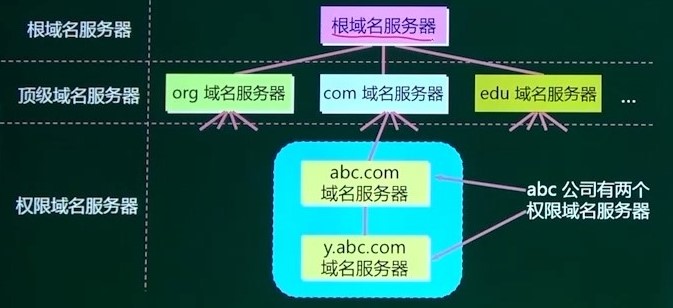 根域名服务器
根域名服务器
顶级域名服务器
org 域名服务器
com 域名服务器
edu 域名服务器
...
权限域名服务器
abc.com
域名服务器
y.abc.com
域名服务器
abc 公司有两个
权限域名服务器